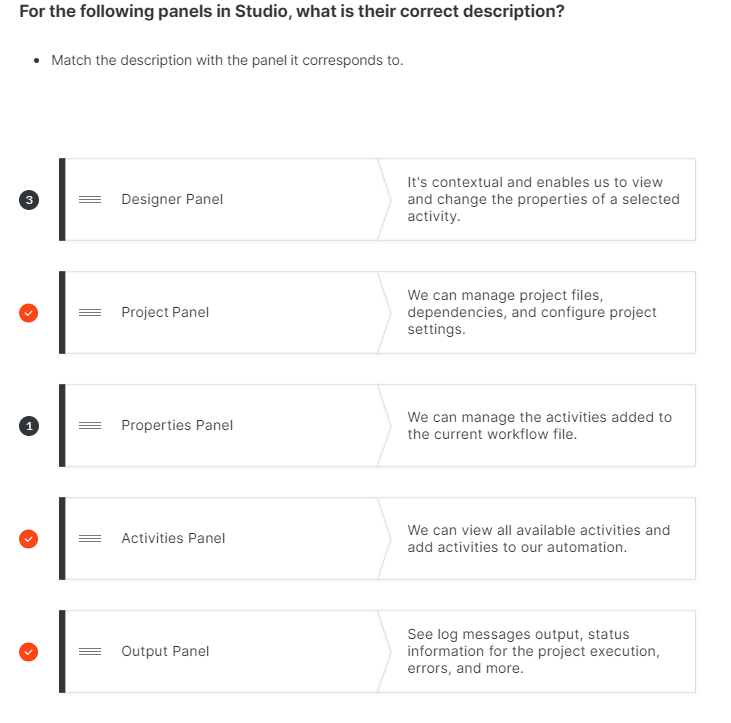 For the following panels in Studio, what is their correct description?
• Match the description with the panel it corresponds to.
3
Designer Panel
It's contextual and enables us to view
and change the properties of a selected
activity.
Project Panel
We can manage project files,
dependencies, and configure project
settings.
1
Properties Panel
We can manage the activities added to
the current workflow file.
Activities Panel
We can view all available activities and
add activities to our automation.
Output Panel
See log messages output, status
information for the project execution,
errors, and more.